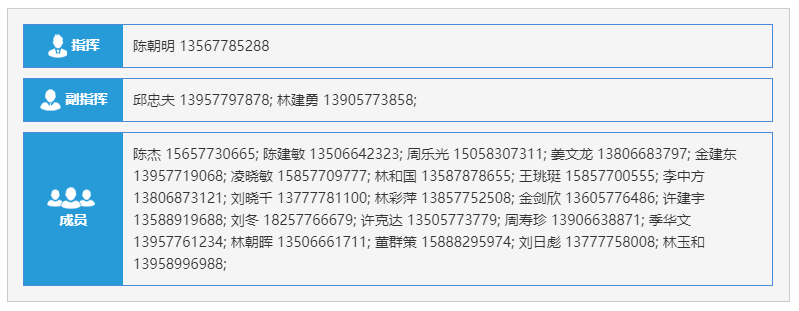 指挥
陈朝明 13567785288
副指挥
邱忠夫 13957797878; 林建勇 13905773858;
成员
陈杰 15657730665; 陈建敏 13506642323; 周乐光 15058307311; 姜文龙 13806683797; 金建东
13957719068; 凌晓敏 15857709777; 林和国 13587878655; 王珧珽 15857700555; 李中方
13806873121; 刘晓千 13777781100; 林彩萍 13857752508; 金剑欣 13605776486; 许建宇
13588919688; 刘冬 18257766679; 许克达 13505773779; 周寿珍 13906638871; 季华文
13957761234; 林朝晖 13506661711; 董群策 15888295974; 刘日彪 13777758008; 林玉和
13958996988;